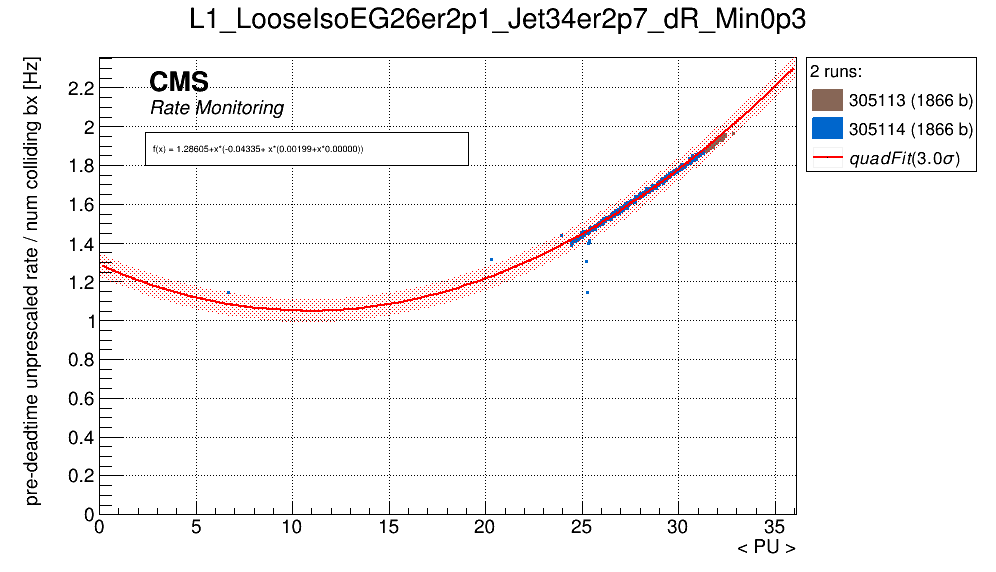 L1_LooseIsoEG26er2p1_Jet34er2p7_dR_Min0p3
pre-deadtime unprescaled rate / num colliding bx [Hz]
CMS
Rate Monitoring
f(x) = 1.28605+x*(-0.04335+ x*(0.00199+x*0.00000))
2 runs:
305113 (1866 b)
305114 (1866 b)
quadFit(3.0σ)
2.2
2
1.8
1.6
1.4
1.2
1
0.8
0.6
0.4
0.2
0
0 5 10 15 20 25 30 35
< PU >